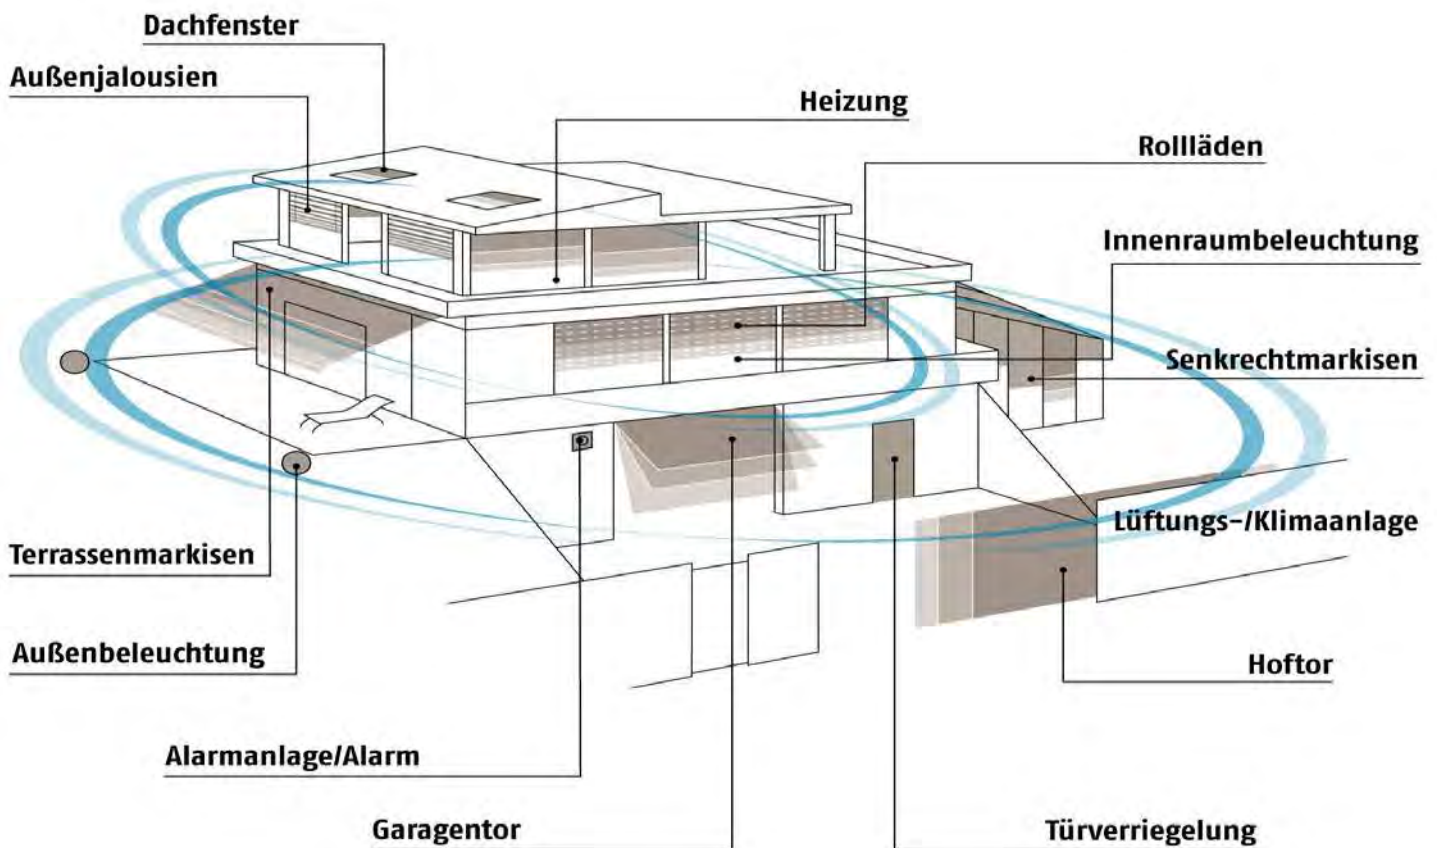 Dachfenster
Außenjalousien
Heizung
Rollläden
Innenraumbeleuchtung
Senkrechtmarkisen
Lüftungs-/Klimaanlage
Terrassenmarkisen
Außenbeleuchtung
Hoftor
Alarmanlage/Alarm
Garagentor
Türverriegelung